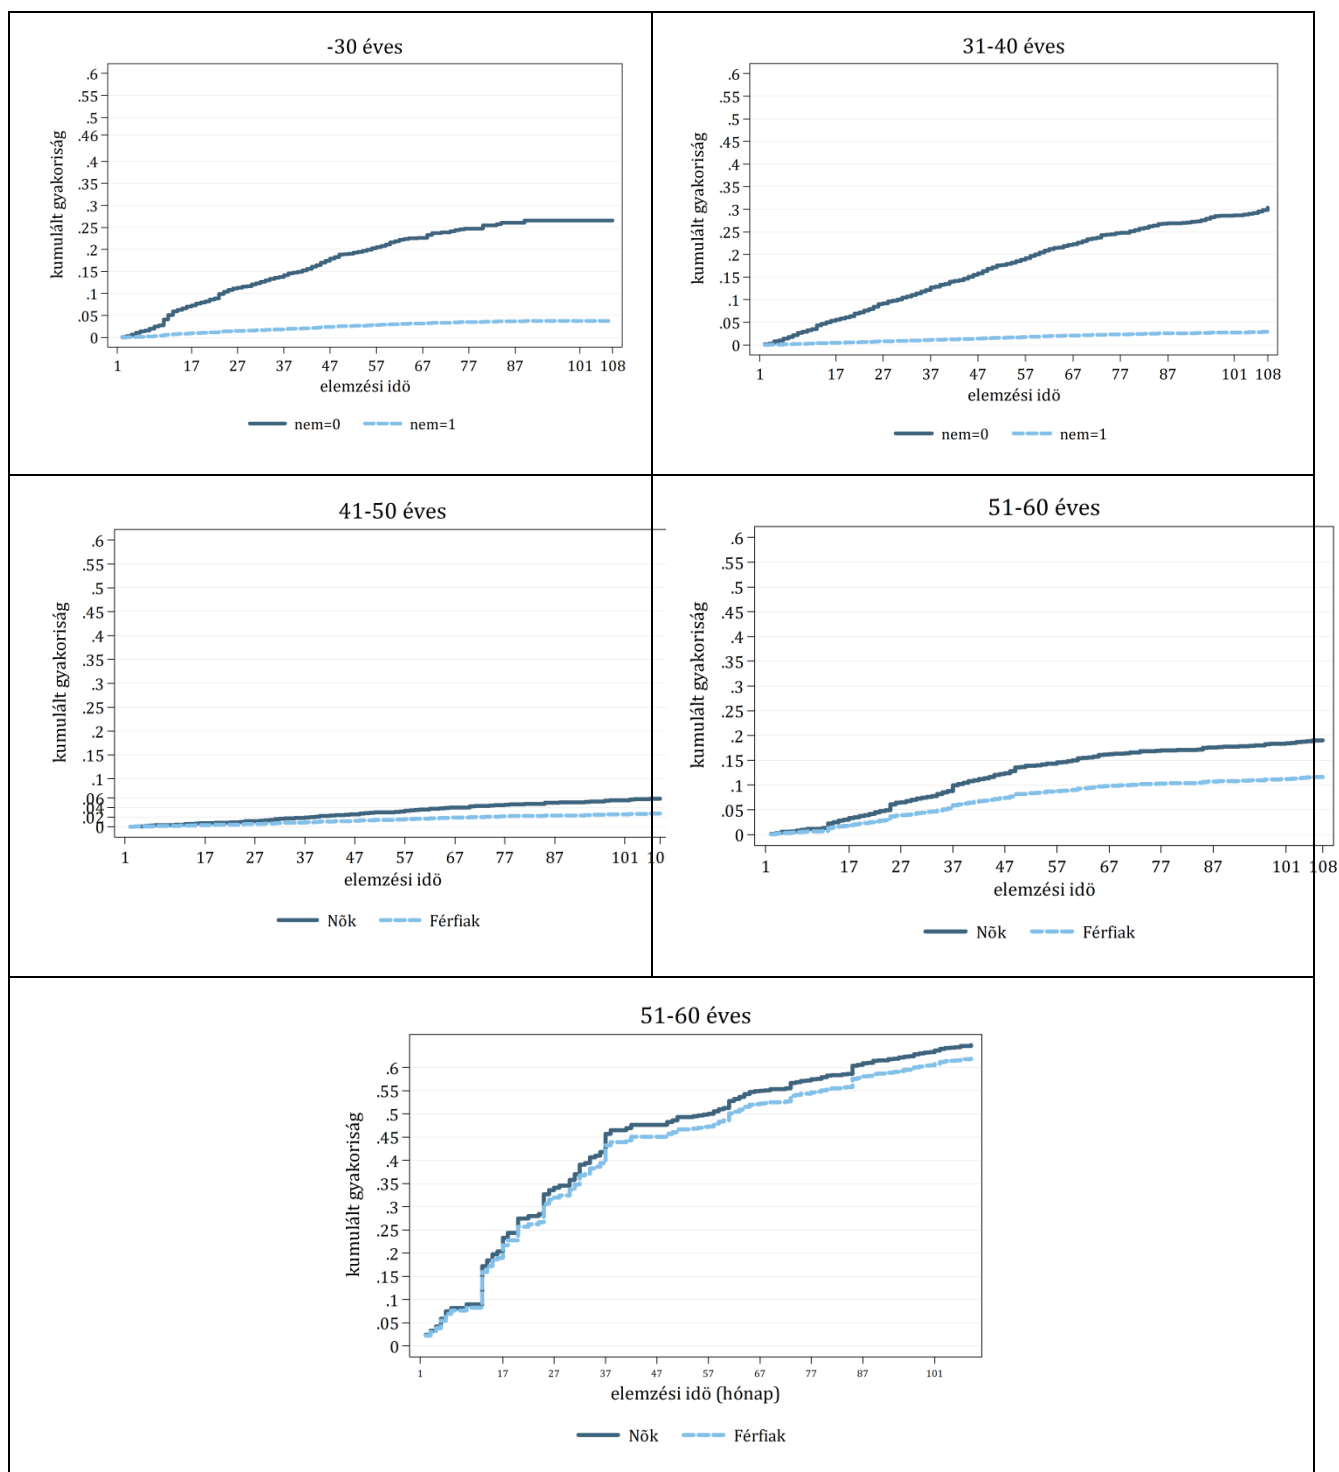 -30 éves
kumulált gyakoriság
.6
.55
.5
.46
.4
.35
.3
.25
.2
.15
.1
.05
0
1 17 27 37 47 57 67 77 87 101 108
elemzési idö
nem=0 nem=1
31-40 éves
kumulált gyakoriság
.6
.55
.5
.45
.4
.35
.3
.25
.2
.15
.1
.05
0
1 17 27 37 47 57 67 77 87 101 108
elemzési idö
nem=0 nem=1
41-50 éves
kumulált gyakoriság
.6
.55
.5
.45
.4
.35
.3
.25
.2
.15
.1
.06
.04
.02
0
1 17 27 37 47 57 67 77 87 101 10
elemzési idö
Nõk Férfiak
51-60 éves
kumulált gyakoriság
.6
.55
.5
.45
.4
.35
.3
.25
.2
.15
.1
.05
0
1 17 27 37 47 57 67 77 87 101 108
elemzési idö
Nõk Férfiak
51-60 éves
kumulált gyakoriság
.6
.55
.5
.45
.4
.35
.3
.25
.2
.15
.1
.05
0
1 17 27 37 47 57 67 77 87 101
elemzési idö (hónap)
Nõk Férfiak